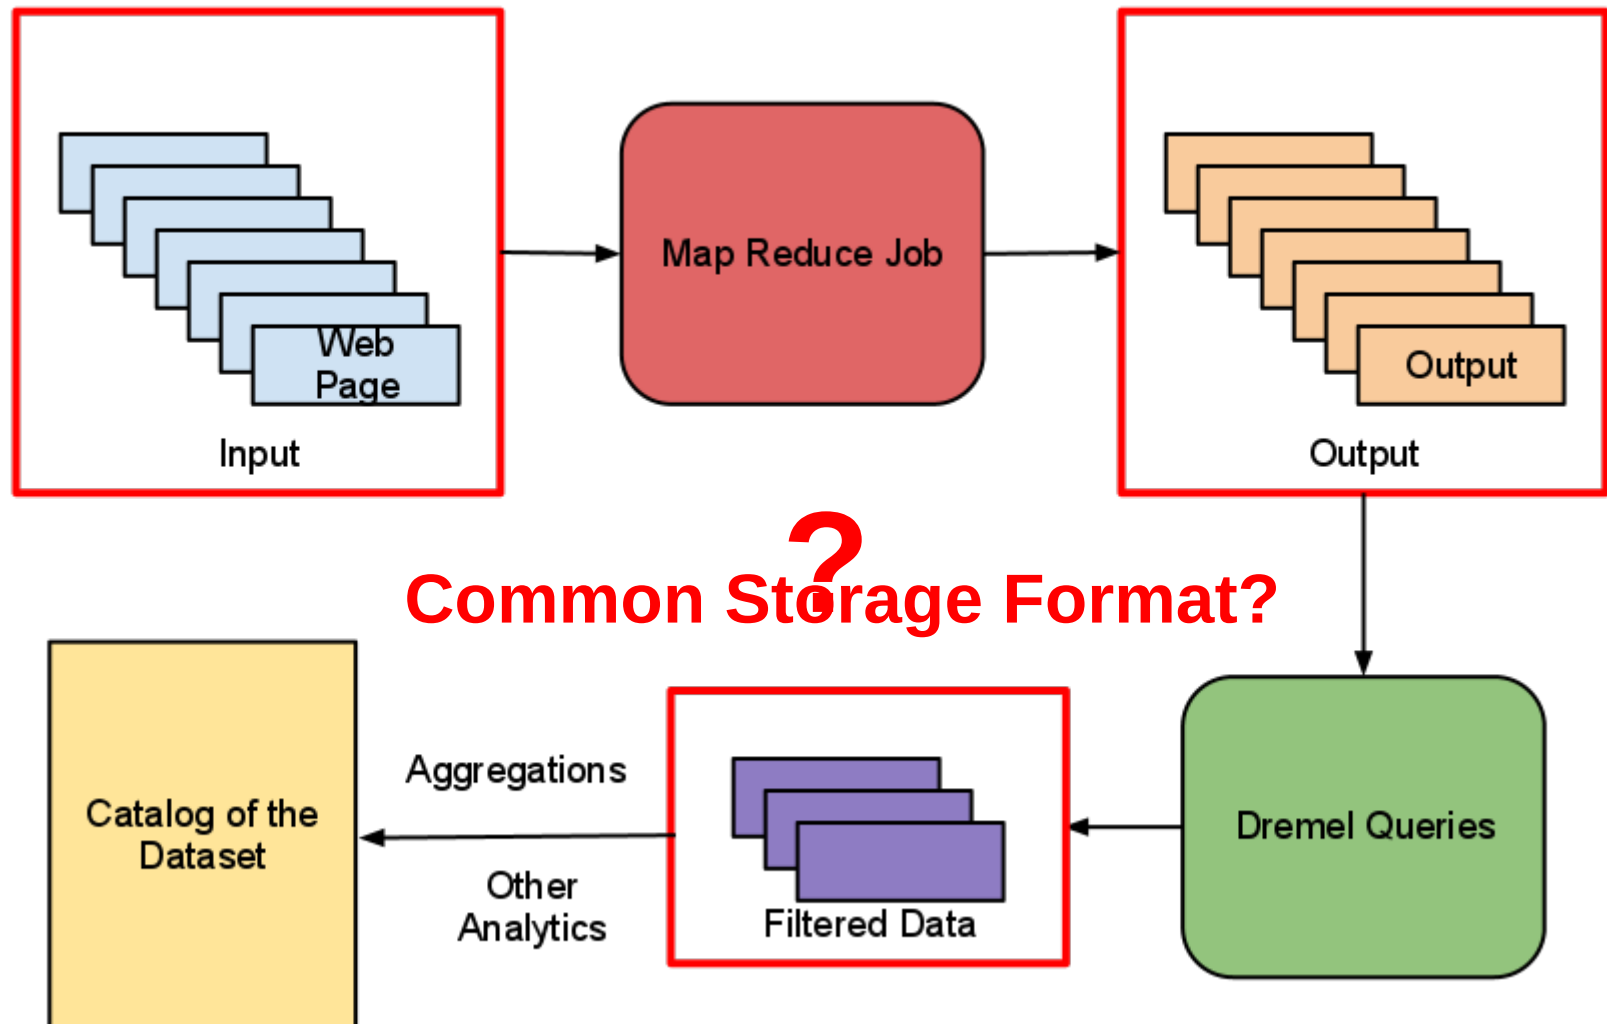 Web
Page
Input
Map Reduce Job
Output
Output
?
Common Storage Format?
Catalog of the
Dataset
Aggregations
Other
Analytics
Filtered Data
Dremel Queries